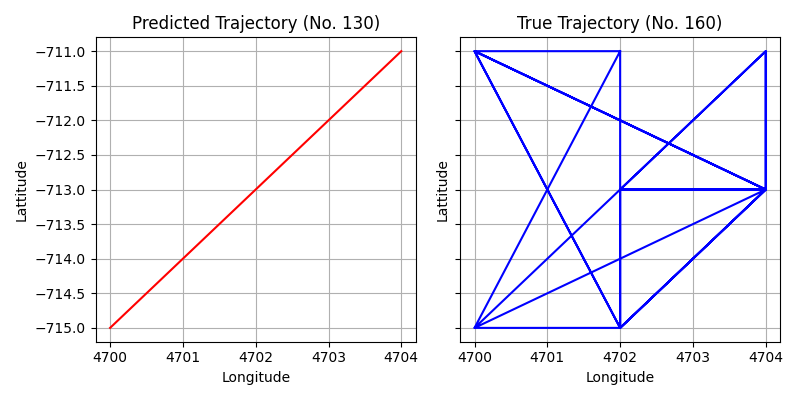 Predicted Trajectory (No. 130)
True Trajectory (No. 160)
−711.0
−711.5
−712.0
−712.5
−713.0
−713.5
−714.0
−714.5
−715.0
Lattitude
Lattitude
4700 4701 4702 4703 4704
4700 4701 4702 4703 4704
Longitude
Longitude